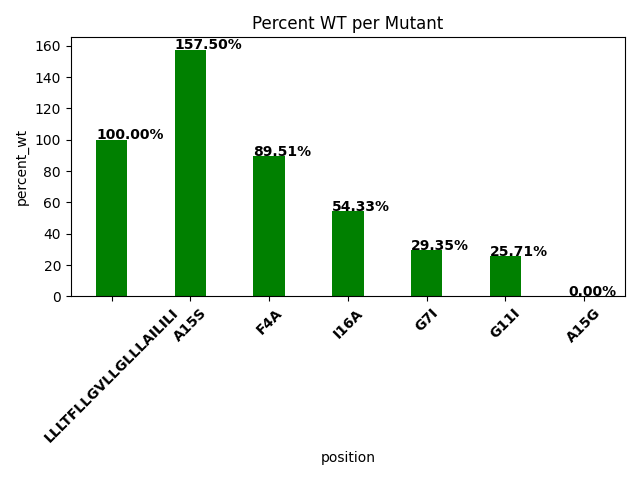 Percent WT per Mutant
percent_wt
160
140
120
100
80
60
40
20
0
100.00%
157.50%
89.51%
54.33%
29.35%
25.71%
0.00%
LLLTFLLGVLLGLLLAILILI
A15S
F4A
I16A
G7I
G11I
A15G
position